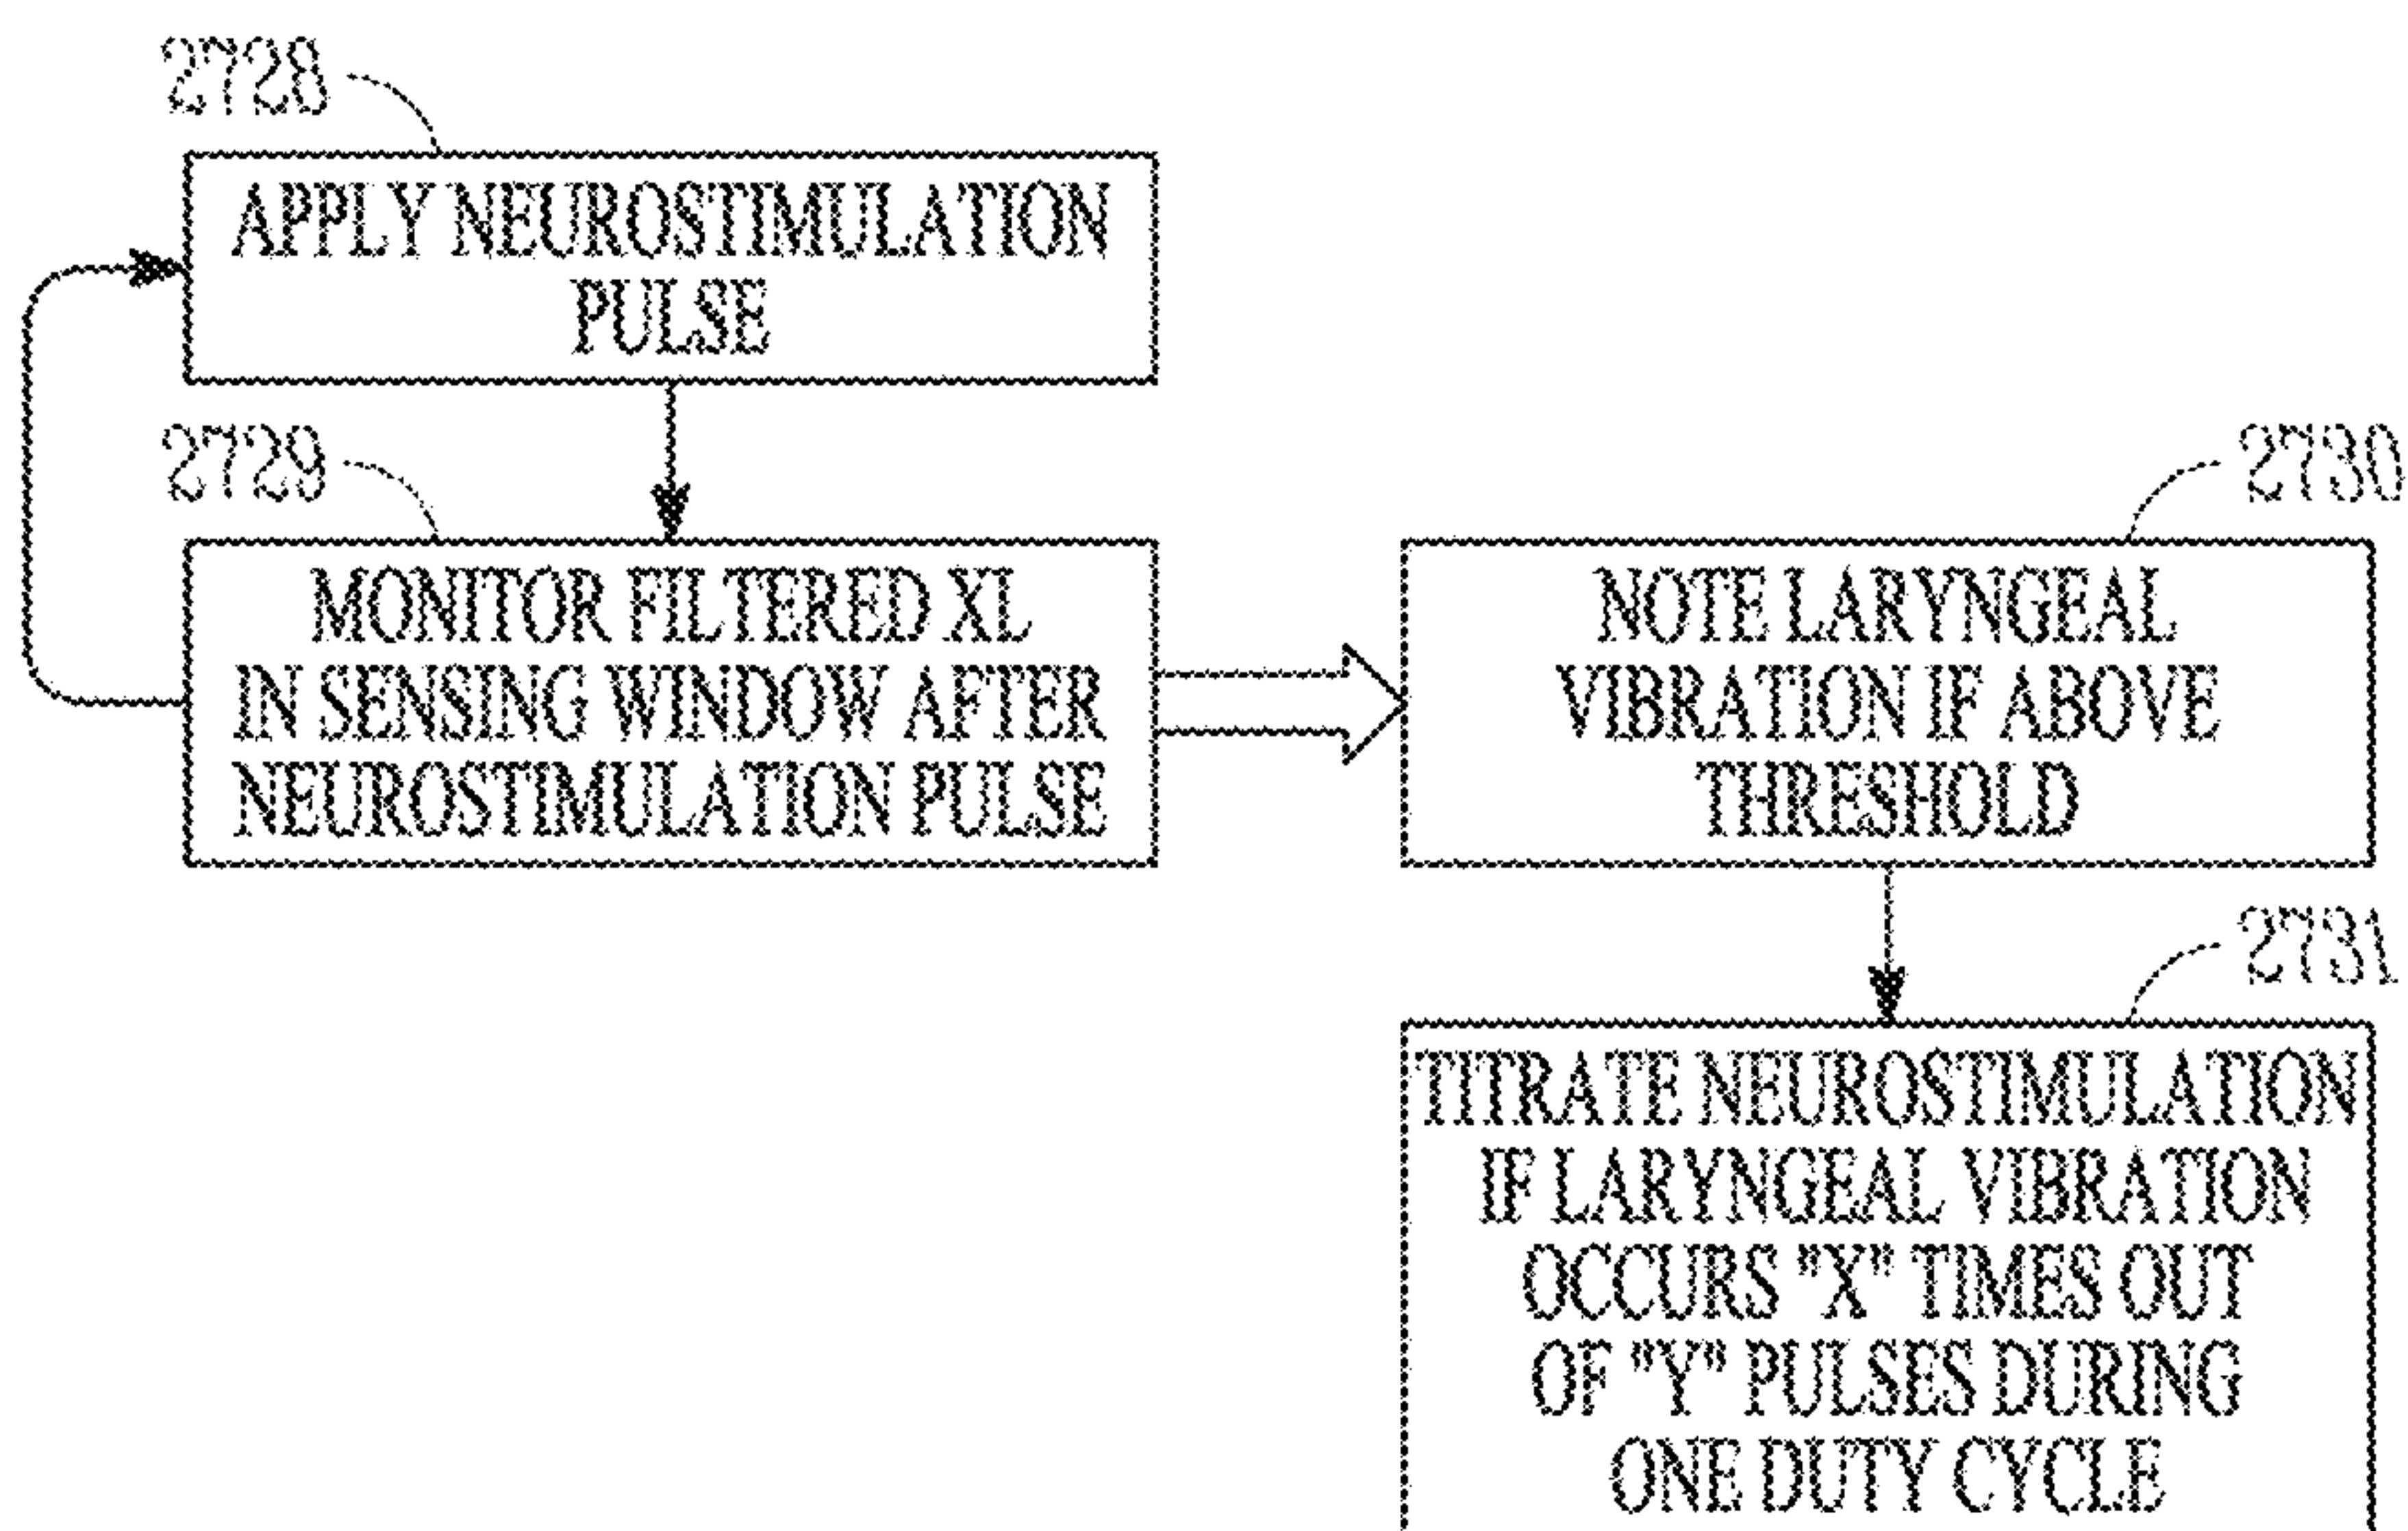 2728
APPLY NEUROSTIMULATION
PULSE
2729
MONITOR FILTERED XL
IN SENSING WINDOW AFTER
NEUROSTIMULATION PULSE
2730
NOTE LARYNGEAL
VIBRATION IF ABOVE
THRESHOLD
2731
TITRATE NEUROSTIMULATION
IF LARYNGEAL VIBRATION
OCCURS "X" TIMES OUT
OF "Y" PULSES DURING
ONE DUTY CYCLE